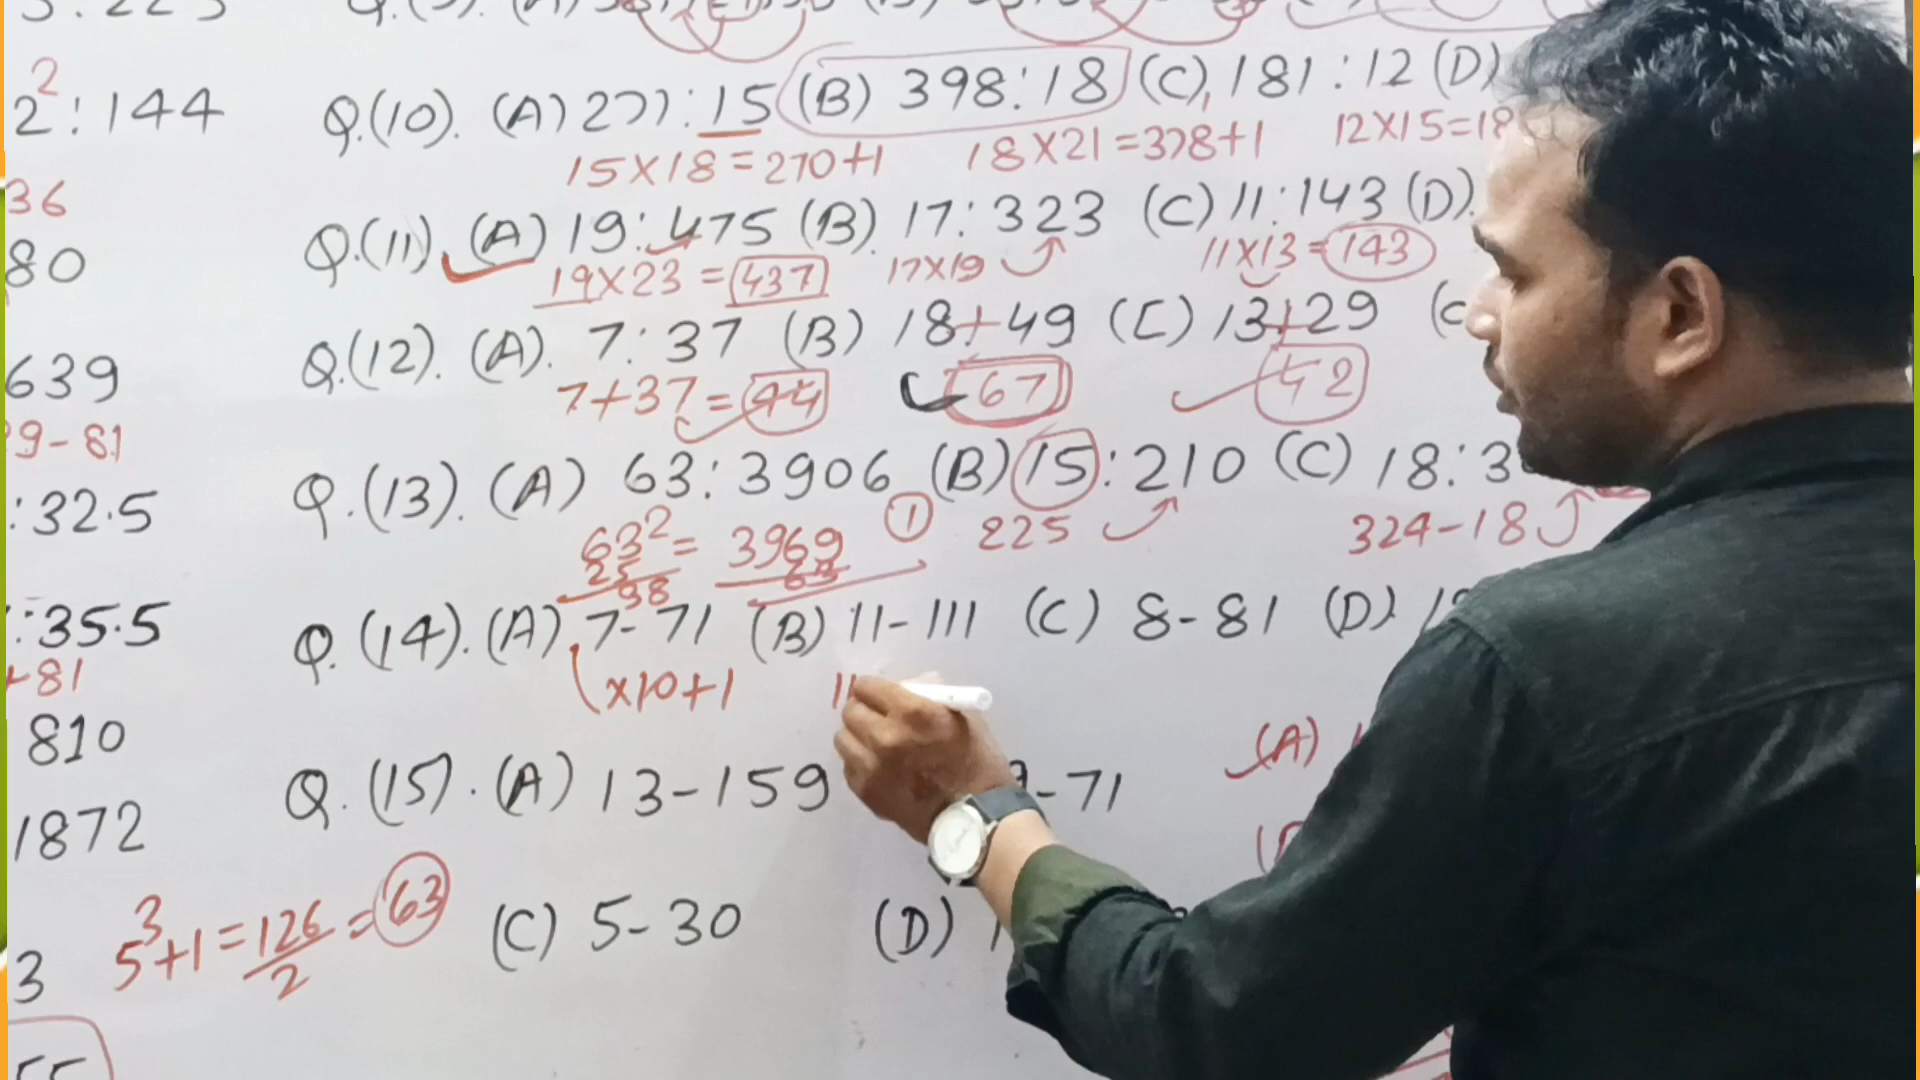 2² : 144
Q.(10). (A) 277 : 15 (B) 398 : 18 (C) 181 : 12 (D)
15×18=270+1 18×21=378+1 12×15=18
36
80
Q.(11) (A) 19 : 475 (B) 17 : 323 (C) 11 : 143 (D).
19×23 = 437 17×19 11×13 = 143
639
Q.(12). (A). 7 : 37 (B) 18+49 (C) 13+29
7+37 = 44 67 42
9-81
: 32.5
Q.(13). (A) 63 : 3906 (B) 15 : 210 (C) 18 : 3
63² = 3969 1 225 324-18
63
: 35.5
Q.(14). (A) 7-71 (B) 11-111 (C) 8-81 (D)
+81
×10+1 11
810
(A)
Q.(15). (A) 13-159 -71
1872
5³+1 = 126/2 = 63
(C) 5-30 (D)
3